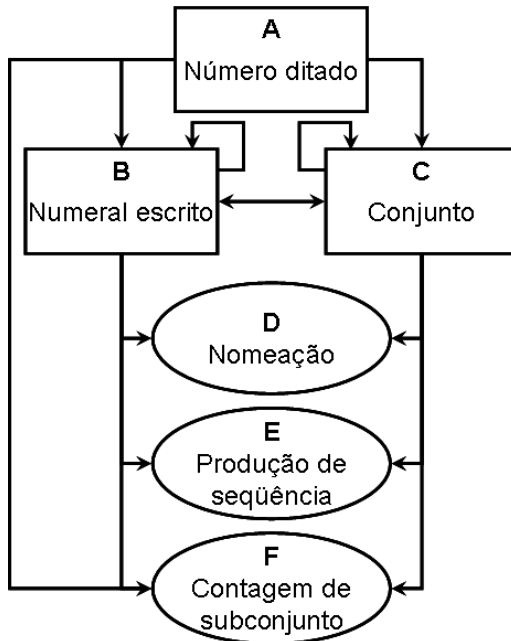 A
Número ditado
B
Numeral escrito
C
Conjunto
D
Nomeação
E
Produção de
seqüência
F
Contagem de
subconjunto